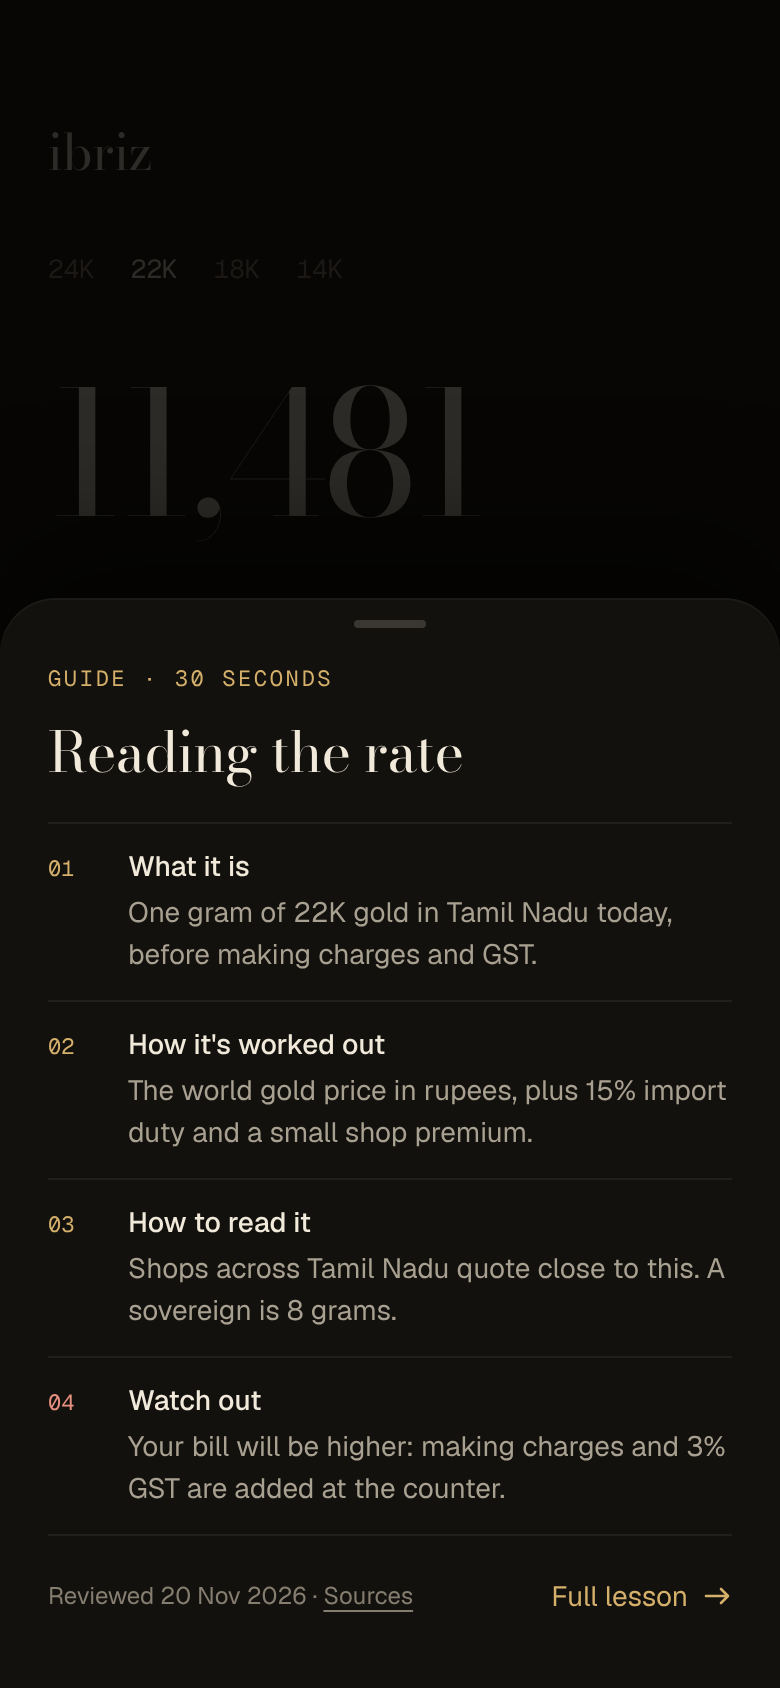 ibriz
24K 22K 18K 14K
11,481
GUIDE · 30 SECONDS
Reading the rate
01 What it is
One gram of 22K gold in Tamil Nadu today,
before making charges and GST.
02 How it's worked out
The world gold price in rupees, plus 15% import
duty and a small shop premium.
03 How to read it
Shops across Tamil Nadu quote close to this. A
sovereign is 8 grams.
04 Watch out
Your bill will be higher: making charges and 3%
GST are added at the counter.
Reviewed 20 Nov 2026 · Sources Full lesson →